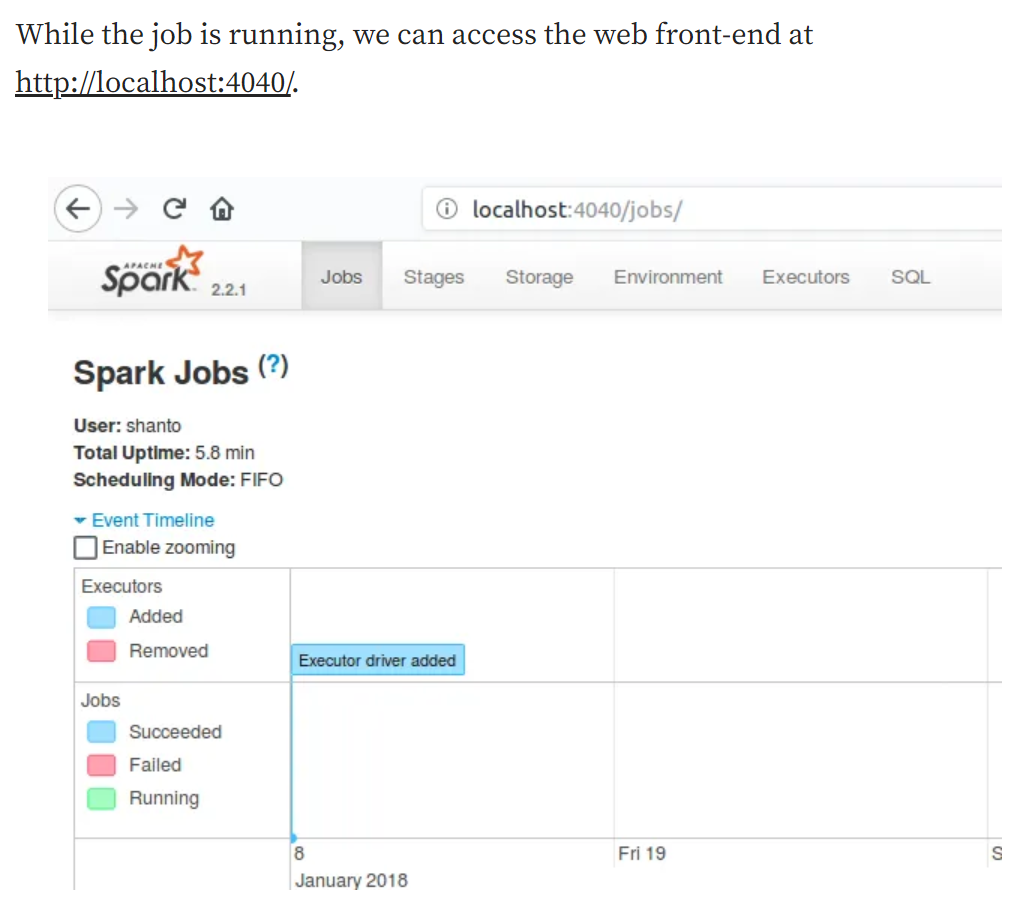 While the job is running, we can access the web front-end at
http://localhost:4040/.
localhost:4040/jobs/
APACHE
Spark 2.2.1 Jobs Stages Storage Environment Executors SQL
Spark Jobs (?)
User: shanto
Total Uptime: 5.8 min
Scheduling Mode: FIFO
Event Timeline
Enable zooming
Executors
Added
Removed
Executor driver added
Jobs
Succeeded
Failed
Running
8 Fri 19 S
January 2018